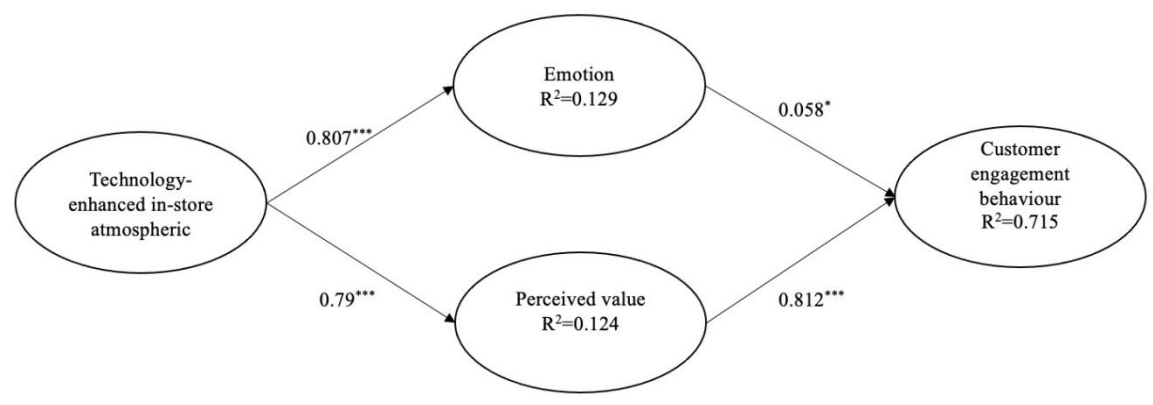 Technology-
enhanced in-store
atmospheric
0.807***
0.79***
Emotion
R²=0.129
Perceived value
R²=0.124
0.058*
0.812***
Customer
engagement
behaviour
R²=0.715